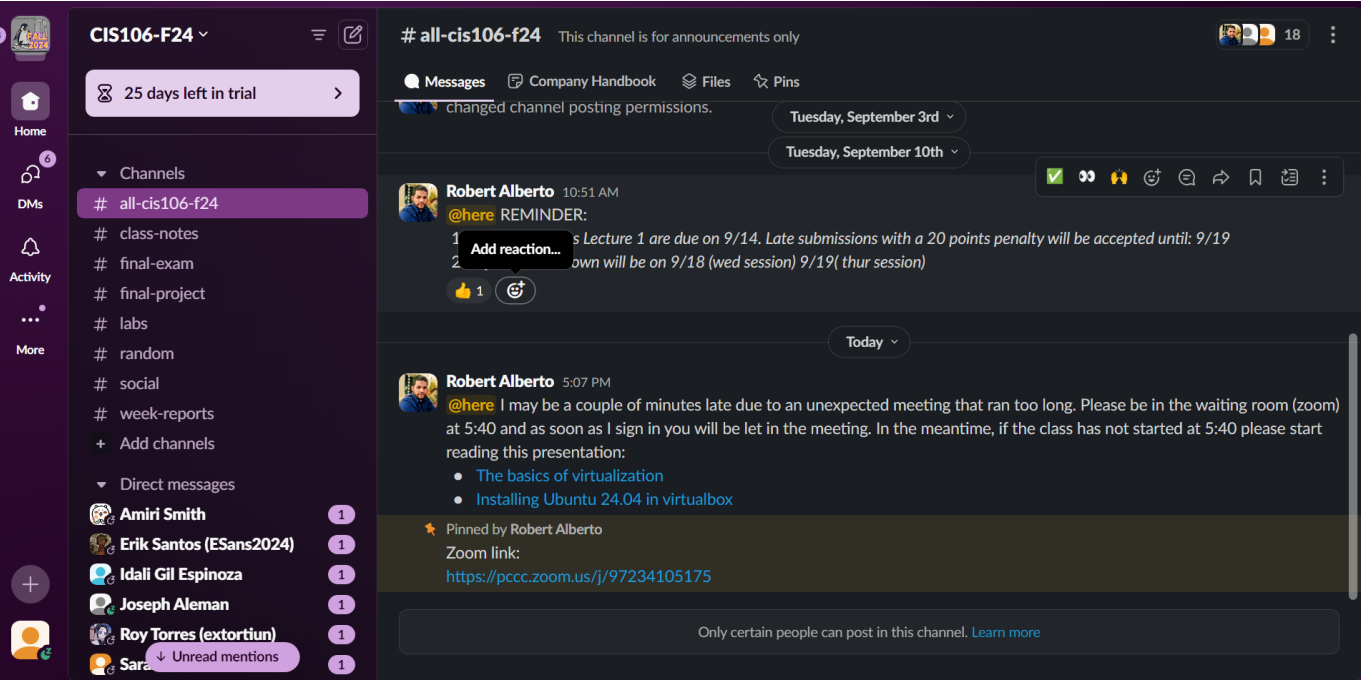 FALL
2024
CIS106-F24
25 days left in trial
Home
6
DMs
Activity
More
Channels
# all-cis106-f24
# class-notes
# final-exam
# final-project
# labs
# random
# social
# week-reports
+ Add channels
Direct messages
Amiri Smith 1
Erik Santos (ESans2024) 1
Idali Gil Espinoza 1
Joseph Aleman 1
Roy Torres (extortiun) 1
Sara 1
↓ Unread mentions
# all-cis106-f24 This channel is for announcements only
18
Messages Company Handbook Files Pins
changed channel posting permissions.
Tuesday, September 3rd
Tuesday, September 10th
Robert Alberto 10:51 AM
@here REMINDER:
1 s Lecture 1 are due on 9/14. Late submissions with a 20 points penalty will be accepted until: 9/19
Add reaction...
2 own will be on 9/18 (wed session) 9/19( thur session)
👍 1
Today
Robert Alberto 5:07 PM
@here I may be a couple of minutes late due to an unexpected meeting that ran too long. Please be in the waiting room (zoom)
at 5:40 and as soon as I sign in you will be let in the meeting. In the meantime, if the class has not started at 5:40 please start
reading this presentation:
• The basics of virtualization
• Installing Ubuntu 24.04 in virtualbox
Pinned by Robert Alberto
Zoom link:
https://pccc.zoom.us/j/97234105175
Only certain people can post in this channel. Learn more